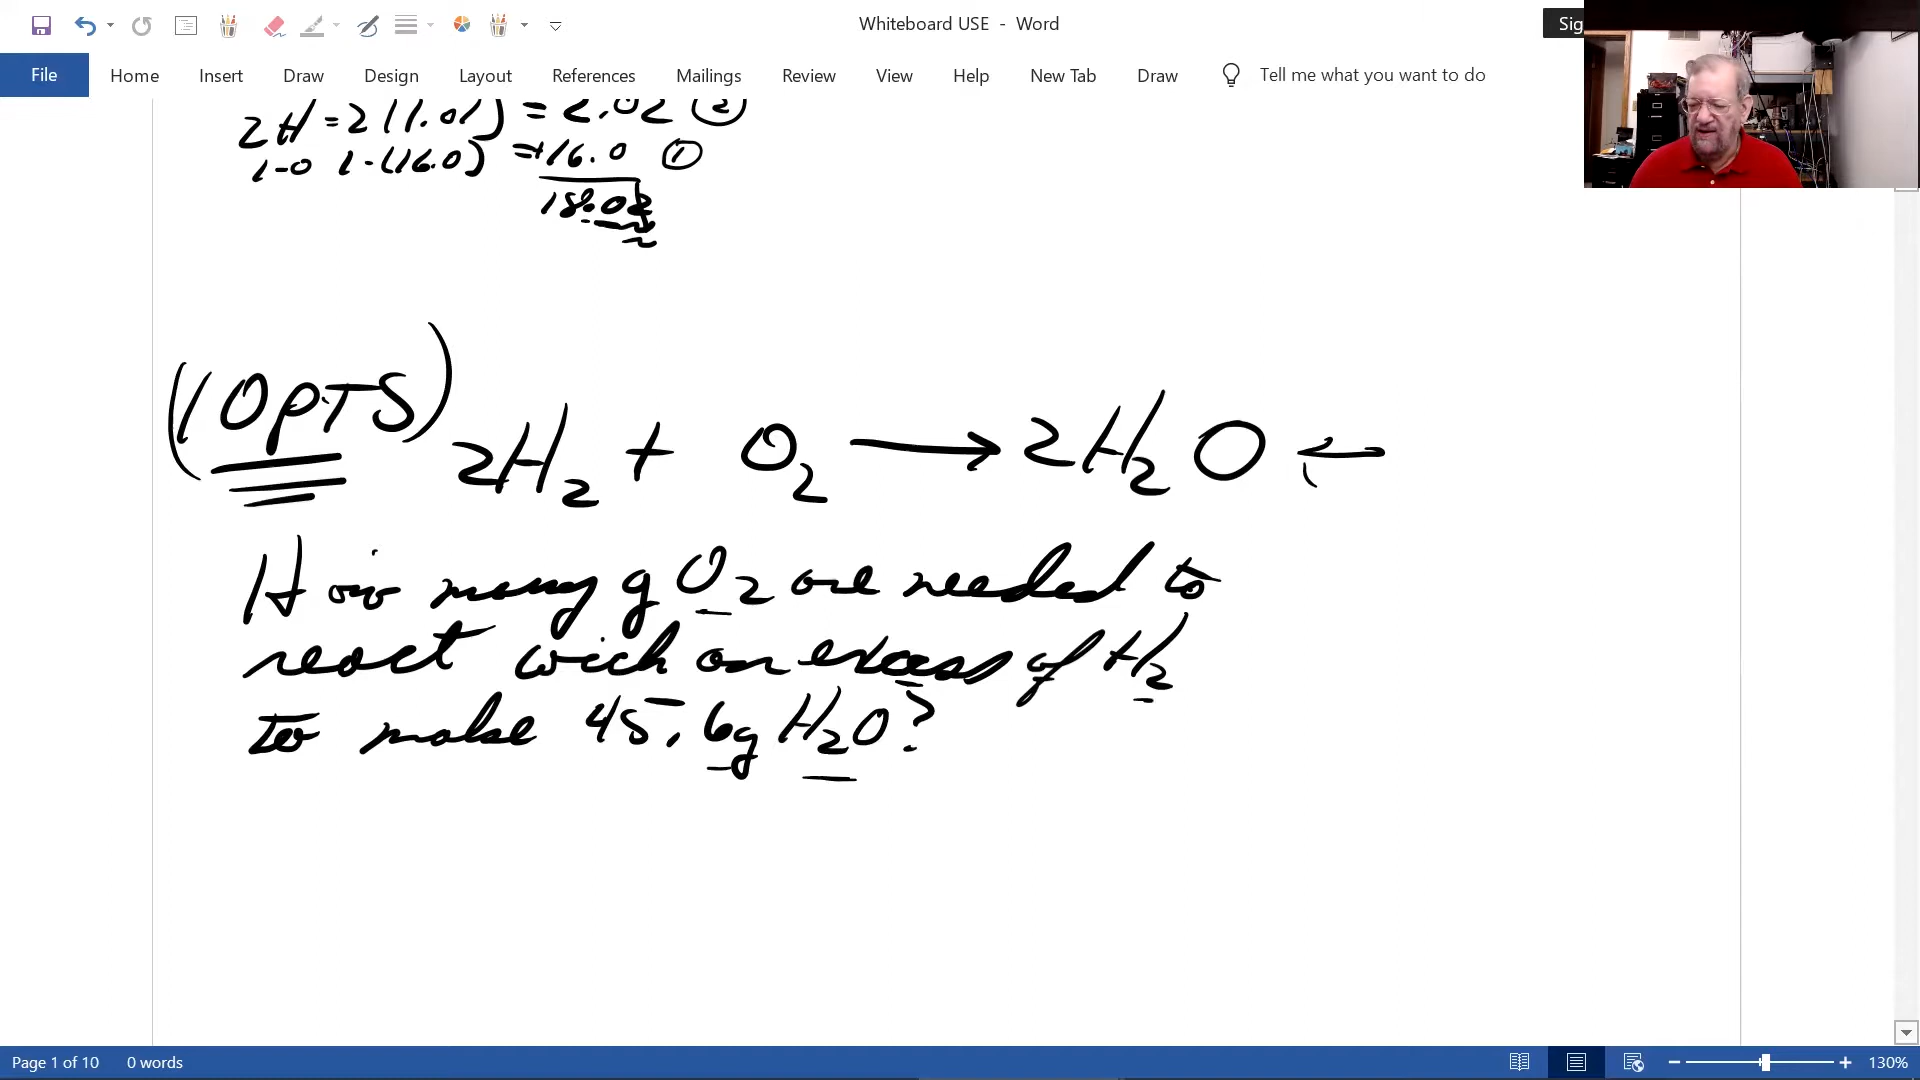 Whiteboard USE - Word
Sig
File Home Insert Draw Design Layout References Mailings Review View Help New Tab Draw Tell me what you want to do
2H = 2(1.01) = 2.02 ②
1-O 1-(16.0) = +16.0 ①
18.02
(10PTS) 2H₂ + O₂ → 2H₂O ←
How many g O₂ are needed to
react with an excess of H₂
to make 45.6g H₂O?
Page 1 of 10 0 words 130%